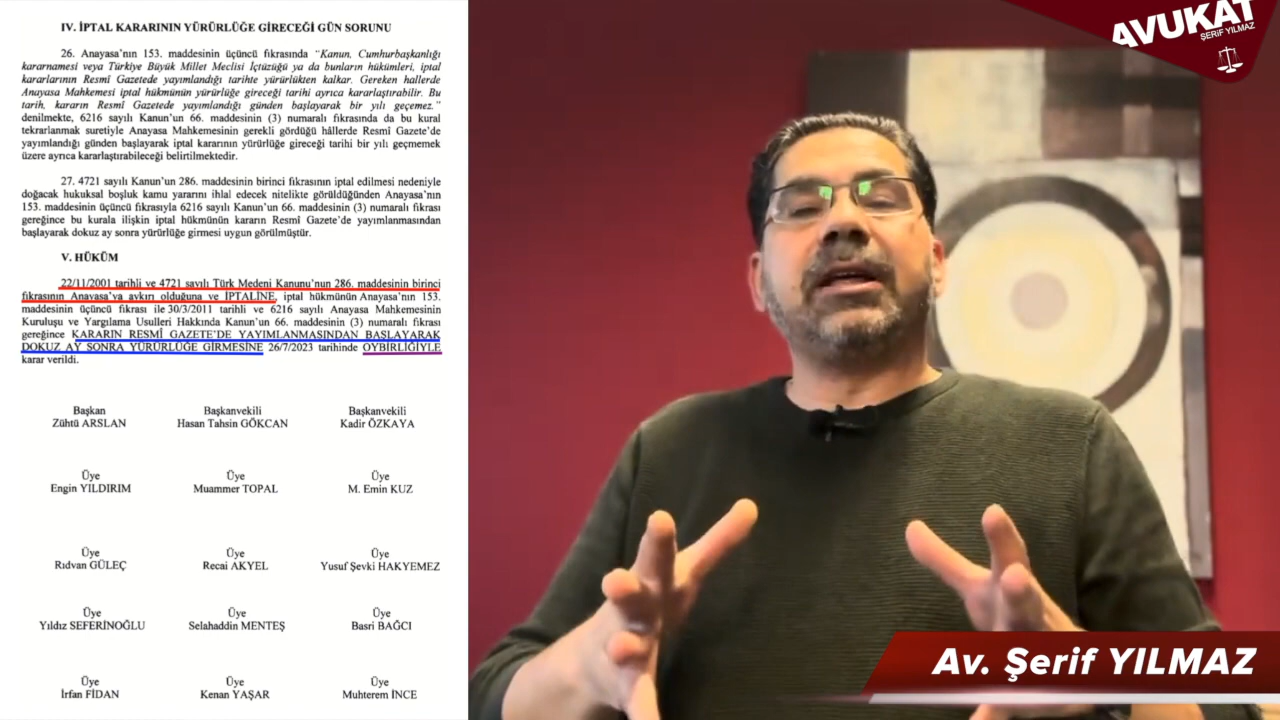 IV. İPTAL KARARININ YÜRÜRLÜĞE GİRECEĞİ GÜN SORUNU
26. Anayasa’nın 153. maddesinin üçüncü fıkrasında “Kanun, Cumhurbaşkanlığı
kararnamesi veya Türkiye Büyük Millet Meclisi İçtüzüğü ya da bunların hükümleri, iptal
kararlarının Resmî Gazetede yayımlandığı tarihte yürürlükten kalkar. Gereken hallerde
Anayasa Mahkemesi iptal hükmünün yürürlüğe gireceği tarihi ayrıca kararlaştırabilir. Bu
tarih, kararın Resmî Gazetede yayımlandığı günden başlayarak bir yılı geçemez.”
denilmekte, 6216 sayılı Kanun’un 66. maddesinin (3) numaralı fıkrasında da bu kural
tekrarlanmak suretiyle Anayasa Mahkemesinin gerekli gördüğü hâllerde Resmî Gazete’de
yayımlandığı günden başlayarak iptal kararının yürürlüğe gireceği tarihi bir yılı geçmemek
üzere ayrıca kararlaştırabileceği belirtilmektedir.
27. 4721 sayılı Kanun’un 286. maddesinin birinci fıkrasının iptal edilmesi nedeniyle
doğacak hukuksal boşluk kamu yararını ihlal edecek nitelikte görüldüğünden Anayasa’nın
153. maddesinin üçüncü fıkrasıyla 6216 sayılı Kanun’un 66. maddesinin (3) numaralı fıkrası
gereğince bu kurala ilişkin iptal hükmünün kararın Resmî Gazete’de yayımlanmasından
başlayarak dokuz ay sonra yürürlüğe girmesi uygun görülmüştür.
V. HÜKÜM
22/11/2001 tarihli ve 4721 sayılı Türk Medeni Kanunu’nun 286. maddesinin birinci
fıkrasının Anayasa’ya aykırı olduğuna ve İPTALİNE, iptal hükmünün Anayasa’nın 153.
maddesinin üçüncü fıkrası ile 30/3/2011 tarihli ve 6216 sayılı Anayasa Mahkemesinin
Kuruluşu ve Yargılama Usulleri Hakkında Kanun’un 66. maddesinin (3) numaralı fıkrası
gereğince KARARIN RESMÎ GAZETE’DE YAYIMLANMASINDAN BAŞLAYARAK
DOKUZ AY SONRA YÜRÜRLÜĞE GİRMESİNE 26/7/2023 tarihinde OYBİRLİĞİYLE
karar verildi.
Başkan Başkanvekili Başkanvekili
Zühtü ARSLAN Hasan Tahsin GÖKCAN Kadir ÖZKAYA
Üye Üye Üye
Engin YILDIRIM Muammer TOPAL M. Emin KUZ
Üye Üye Üye
Rıdvan GÜLEÇ Recai AKYEL Yusuf Şevki HAKYEMEZ
Üye Üye Üye
Yıldız SEFERİNOĞLU Selahaddin MENTEŞ Basri BAĞCI
Üye Üye Üye
İrfan FİDAN Kenan YAŞAR Muhterem İNCE
AVUKAT
ŞERİF YILMAZ
Av. Şerif YILMAZ